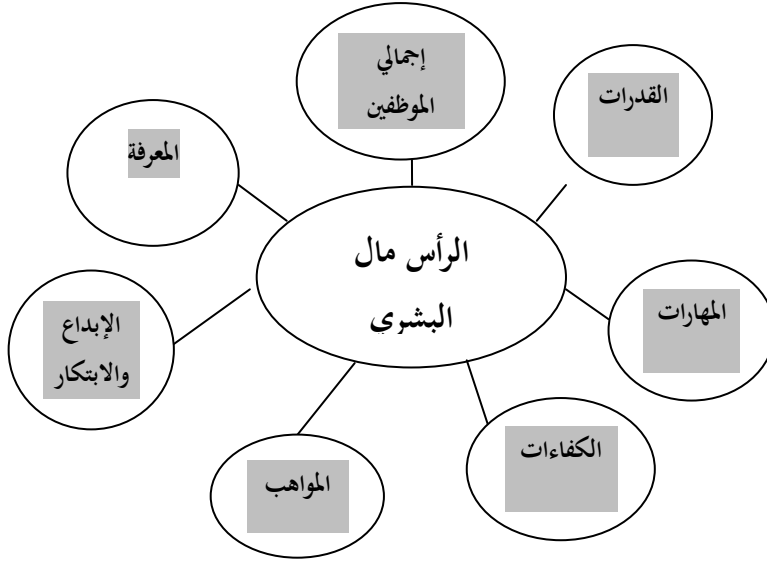 إجمالي
الموظفين
القدرات
المعرفة
الرأس مال
البشري
المهارات
الإبداع
والابتكار
الكفاءات
المواهب